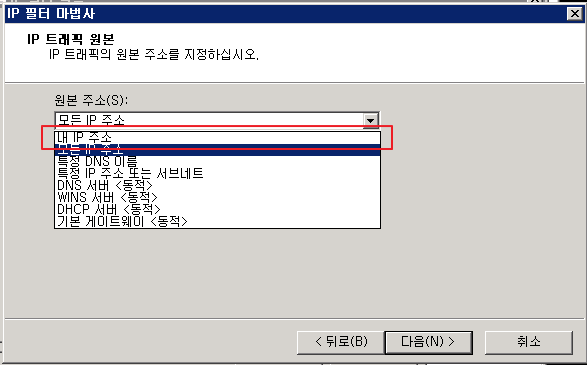 IP 필터 마법사
IP 트래픽 원본
IP 트래픽의 원본 주소를 지정하십시오.
원본 주소(S):
모든 IP 주소
내 IP 주소
모든 IP 주소
특정 DNS 이름
특정 IP 주소 또는 서브네트
DNS 서버 <동적>
WINS 서버 <동적>
DHCP 서버 <동적>
기본 게이트웨이 <동적>
< 뒤로(B)
다음(N) >
취소